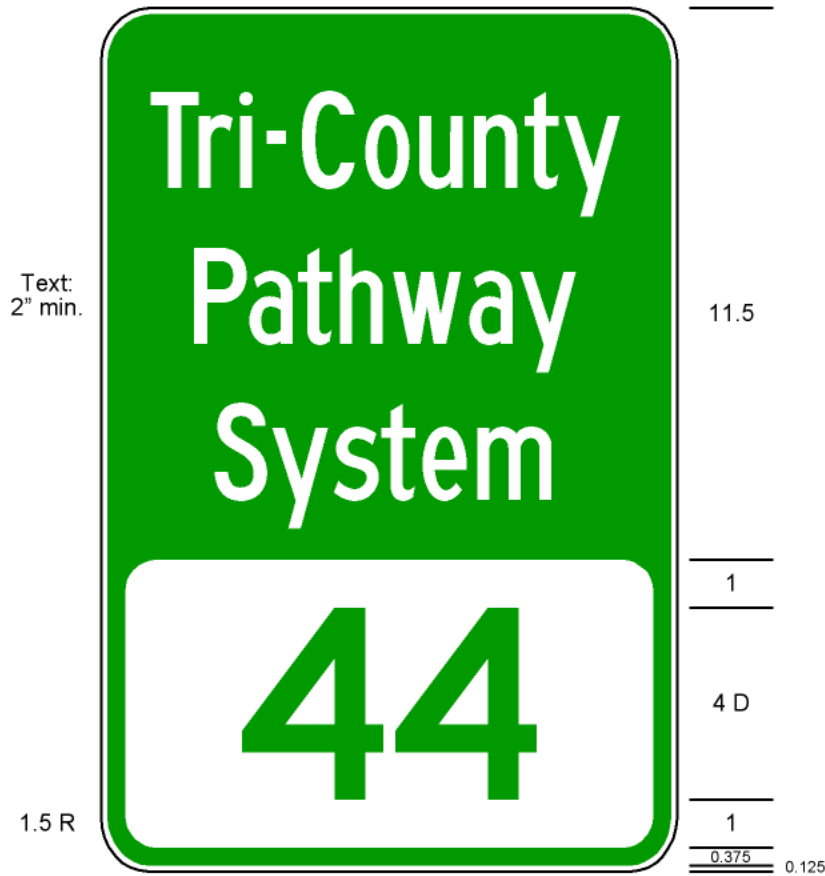 Tri-County
Pathway
System
44
Text:
2” min.
1.5 R
11.5
1
4 D
1
0.375
0.125